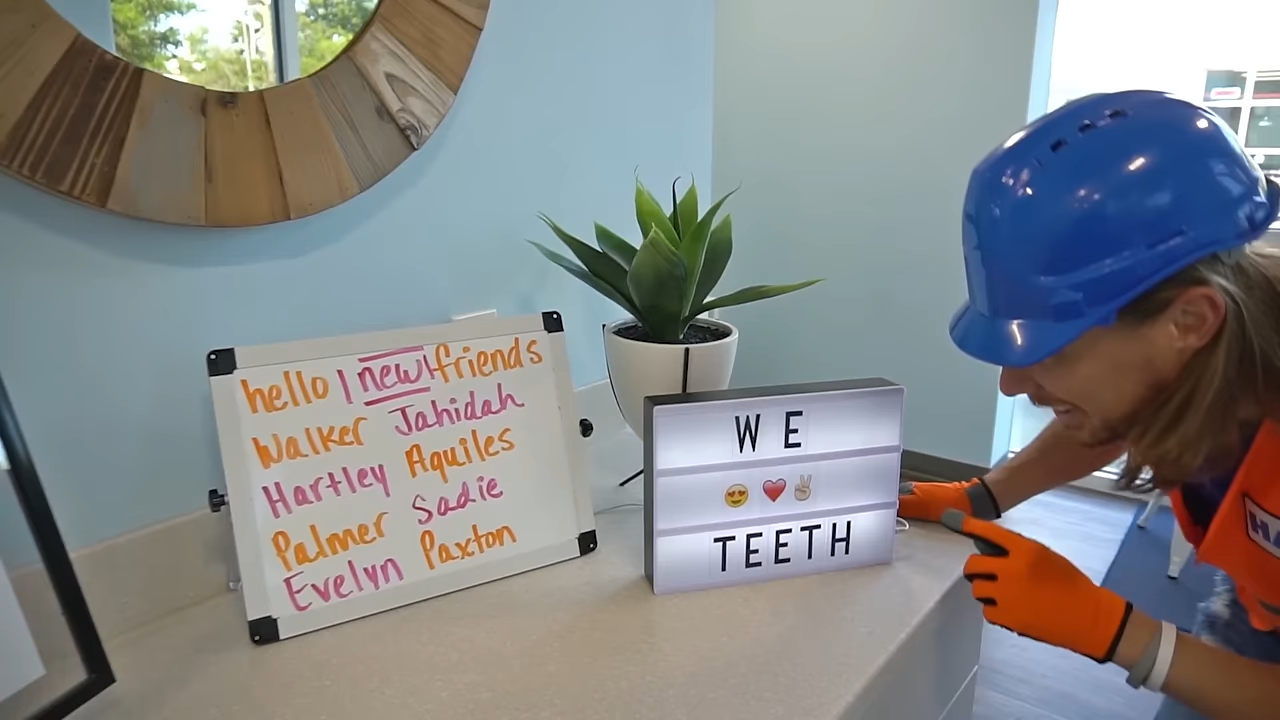 hello | new! friends
Walker Jahidah
Hartley Aquiles
Palmer Sadie
Evelyn Paxton
WE
😍 ❤️ ✌️
TEETH